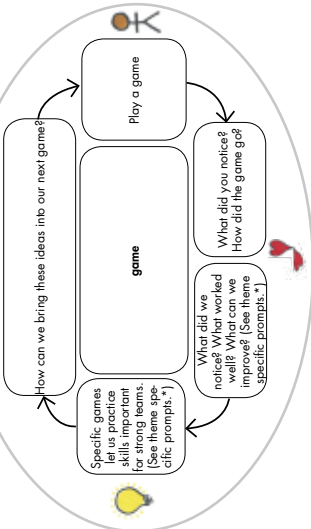 Play a game
What did you notice?
How did the game go?
What did we
notice? What worked
well? What can we
improve? (See theme
specific prompts.*)
Specific games
let us practice
skills important
for strong teams.
(See theme spe-
cific prompts.*)
How can we bring these ideas into our next game?
game